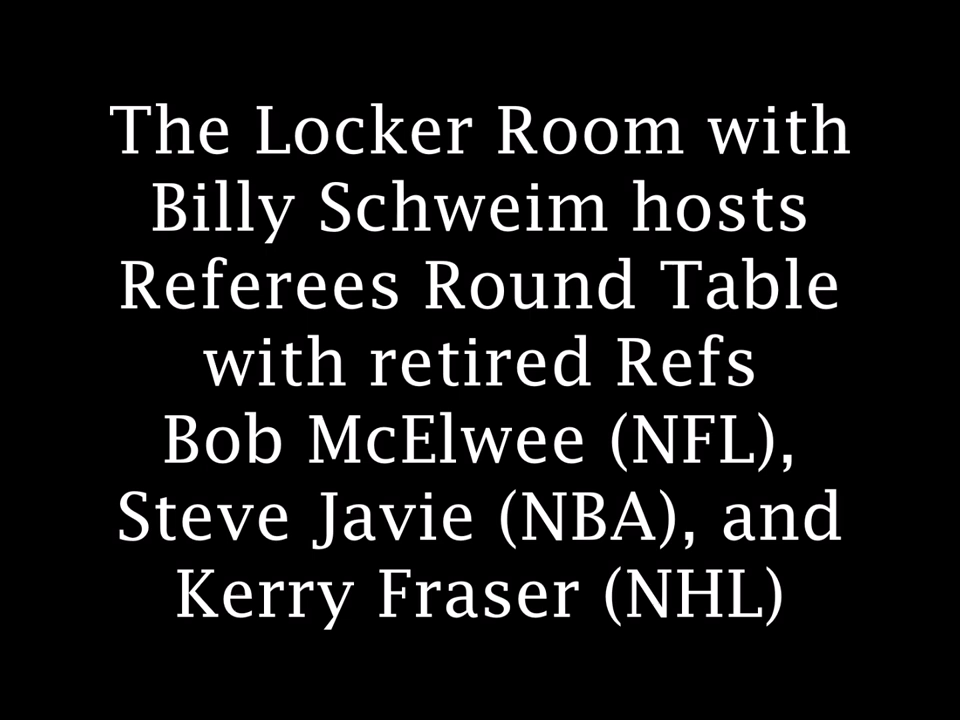 The Locker Room with
Billy Schweim hosts
Referees Round Table
with retired Refs
Bob McElwee (NFL),
Steve Javie (NBA), and
Kerry Fraser (NHL)